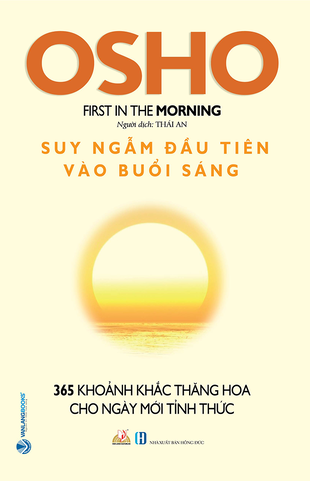 OSHO
FIRST IN THE MORNING
Người dịch: THÁI AN
SUY NGẪM ĐẦU TIÊN
VÀO BUỔI SÁNG
365 KHOẢNH KHẮC THĂNG HOA
CHO NGÀY MỚI TỈNH THỨC
VANLANGBOOKS
NHÀ XUẤT BẢN HỒNG ĐỨC